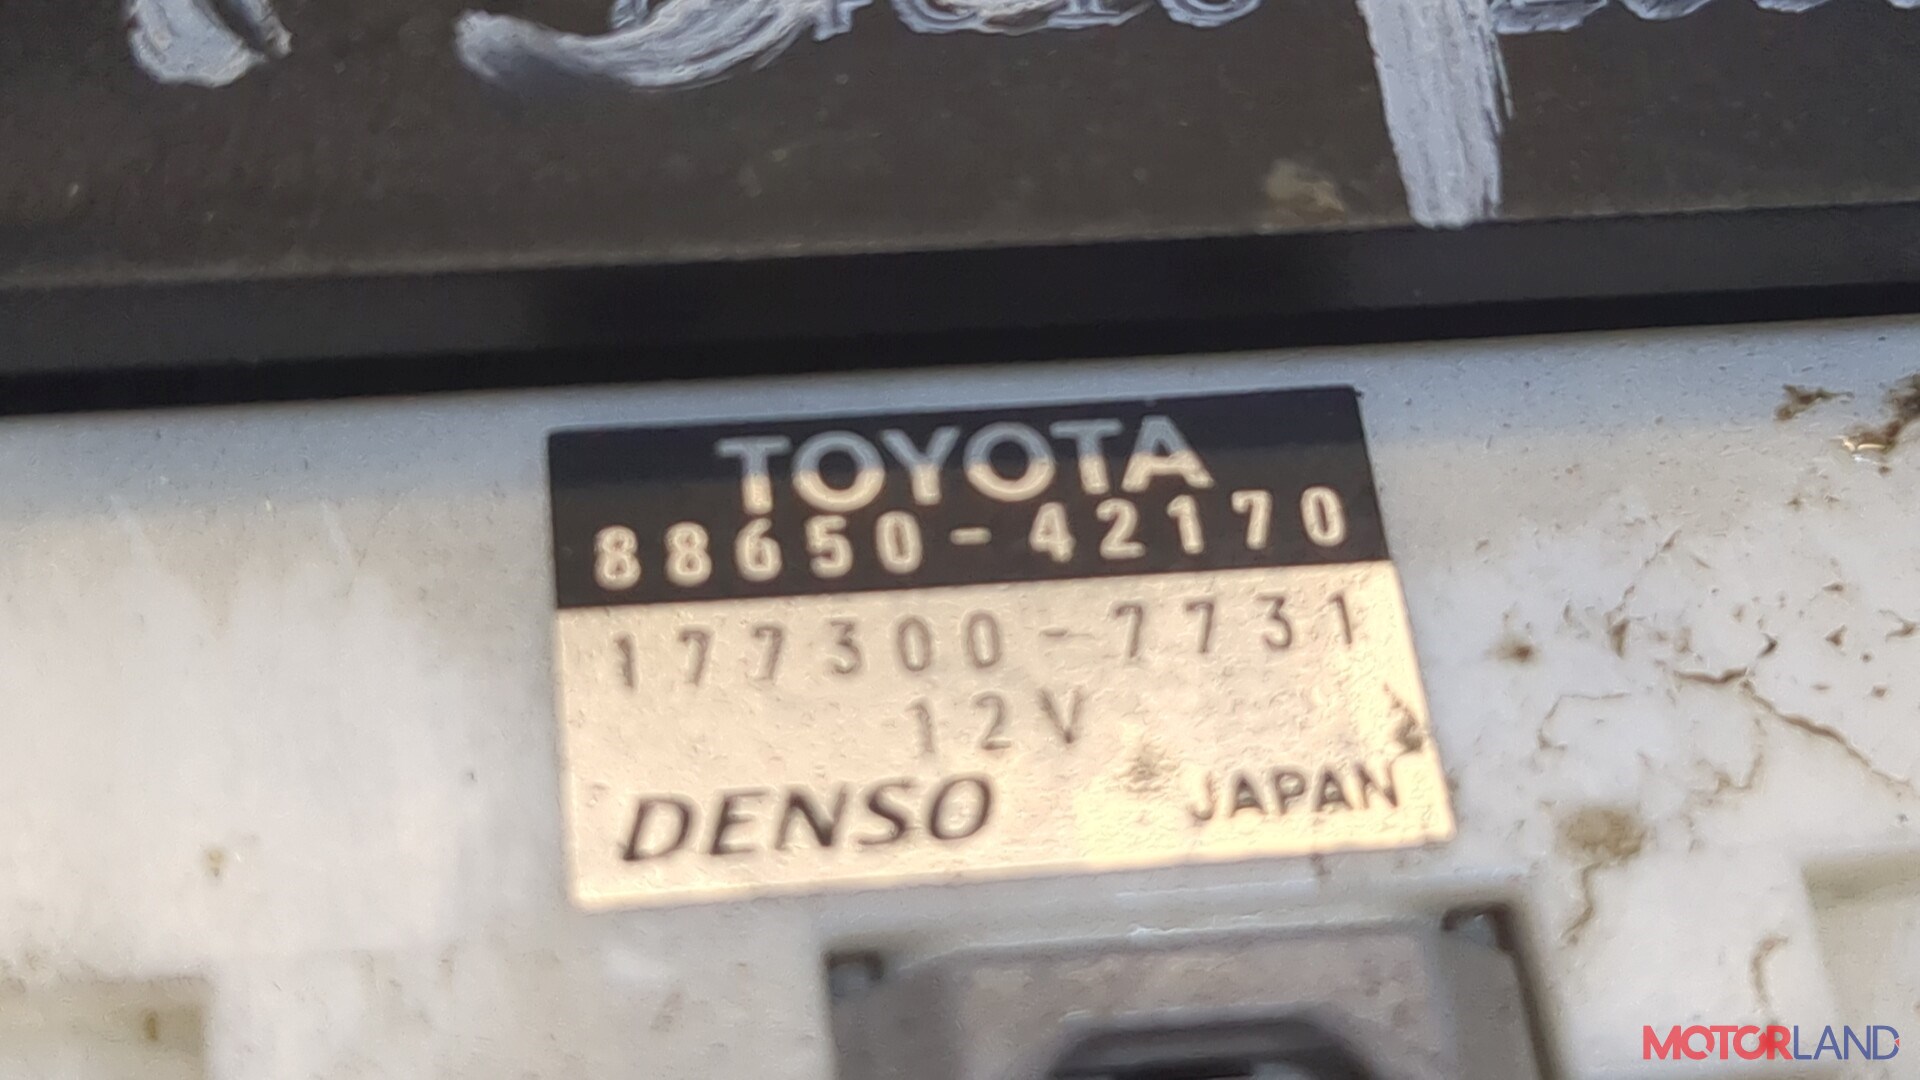 TOYOTA
88650-42170
177300-7731
12V
DENSO JAPAN
MOTORLAND